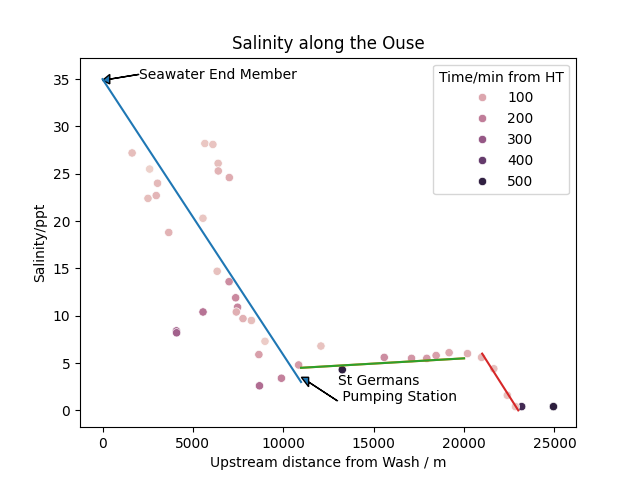 Salinity along the Ouse
Seawater End Member
Time/min from HT
100
200
300
400
500
35
30
25
20
15
10
5
0
Salinity/ppt
St Germans
Pumping Station
0
5000
10000
15000
20000
25000
Upstream distance from Wash / m